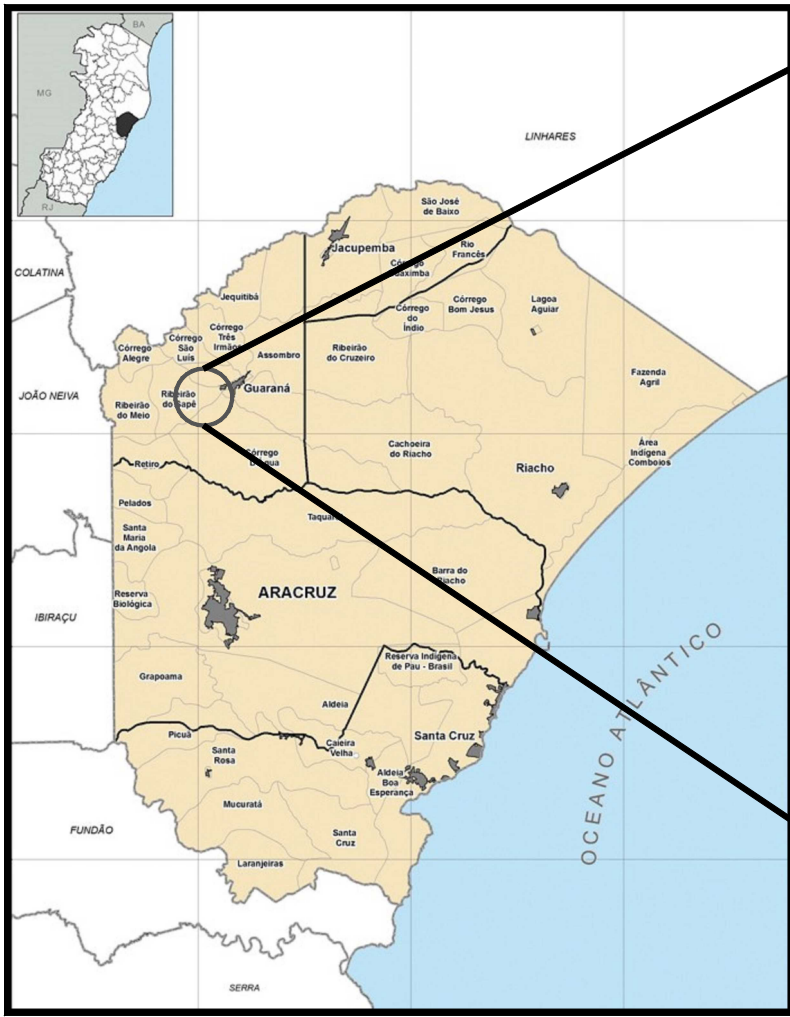 BA
MG
RJ
LINHARES
São José
de Baixo
Jacupemba
Rio
Francês
COLATINA
Jequitibá
Córrego
Bom Jesus
Lagoa
Aguiar
Córrego
do
Índio
Córrego
Três
Irmãos
Córrego
São
Luís
Córrego
Alegre
Assombro
Ribeirão
do Cruzeiro
Fazenda
Agril
Guaraná
JOÃO NEIVA
Ribeirão
do Sapê
Ribeirão
do Meio
Cachoeira
do Riacho
Área
Indígena
Comboios
Córrego
Retiro
Riacho
Pelados
Santa
Maria
da Angola
Barra do
Riacho
Reserva
Biológica
ARACRUZ
IBIRAÇU
Reserva Indígena
de Pau - Brasil
Grapoama
Aldeia
OCEANO ATLÂNTICO
Picuã
Caieira
Velha
Santa Cruz
Santa
Rosa
Aldeia
Boa
Esperança
Mucuratá
FUNDÃO
Santa
Cruz
Laranjeiras
SERRA